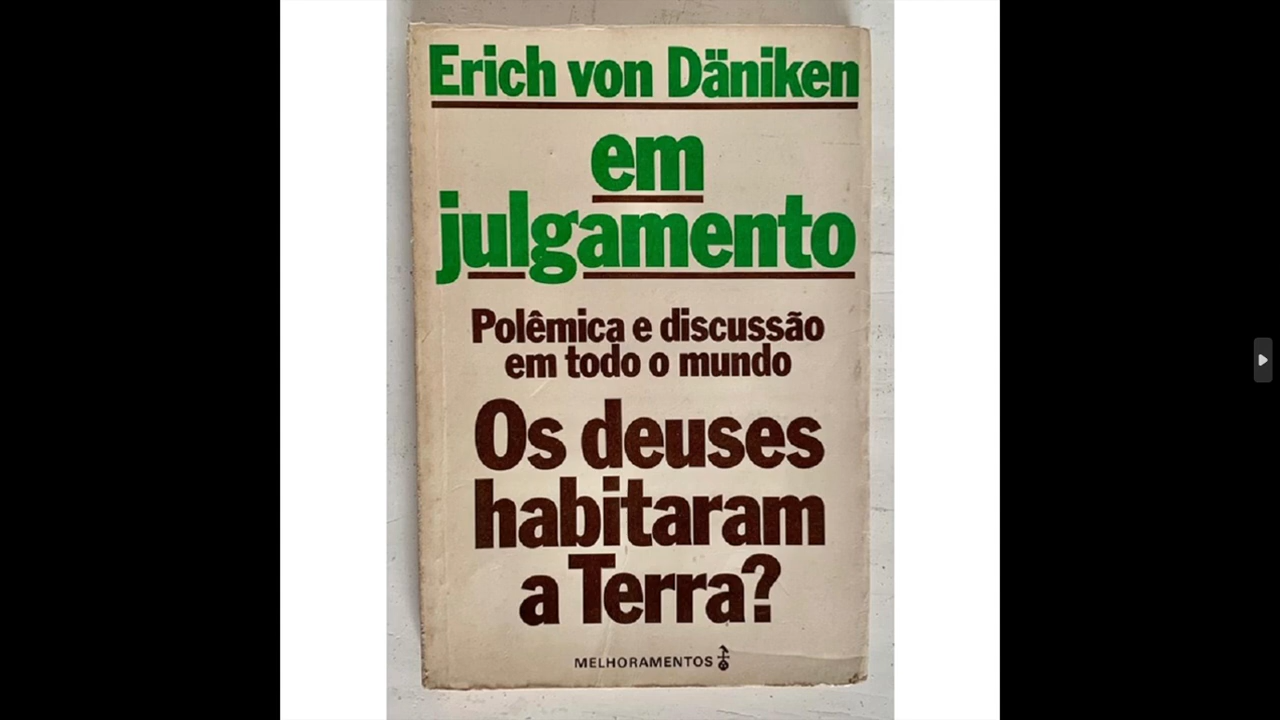 Erich von Däniken
em
julgamento
Polêmica e discussão
em todo o mundo
Os deuses
habitaram
a Terra?
MELHORAMENTOS